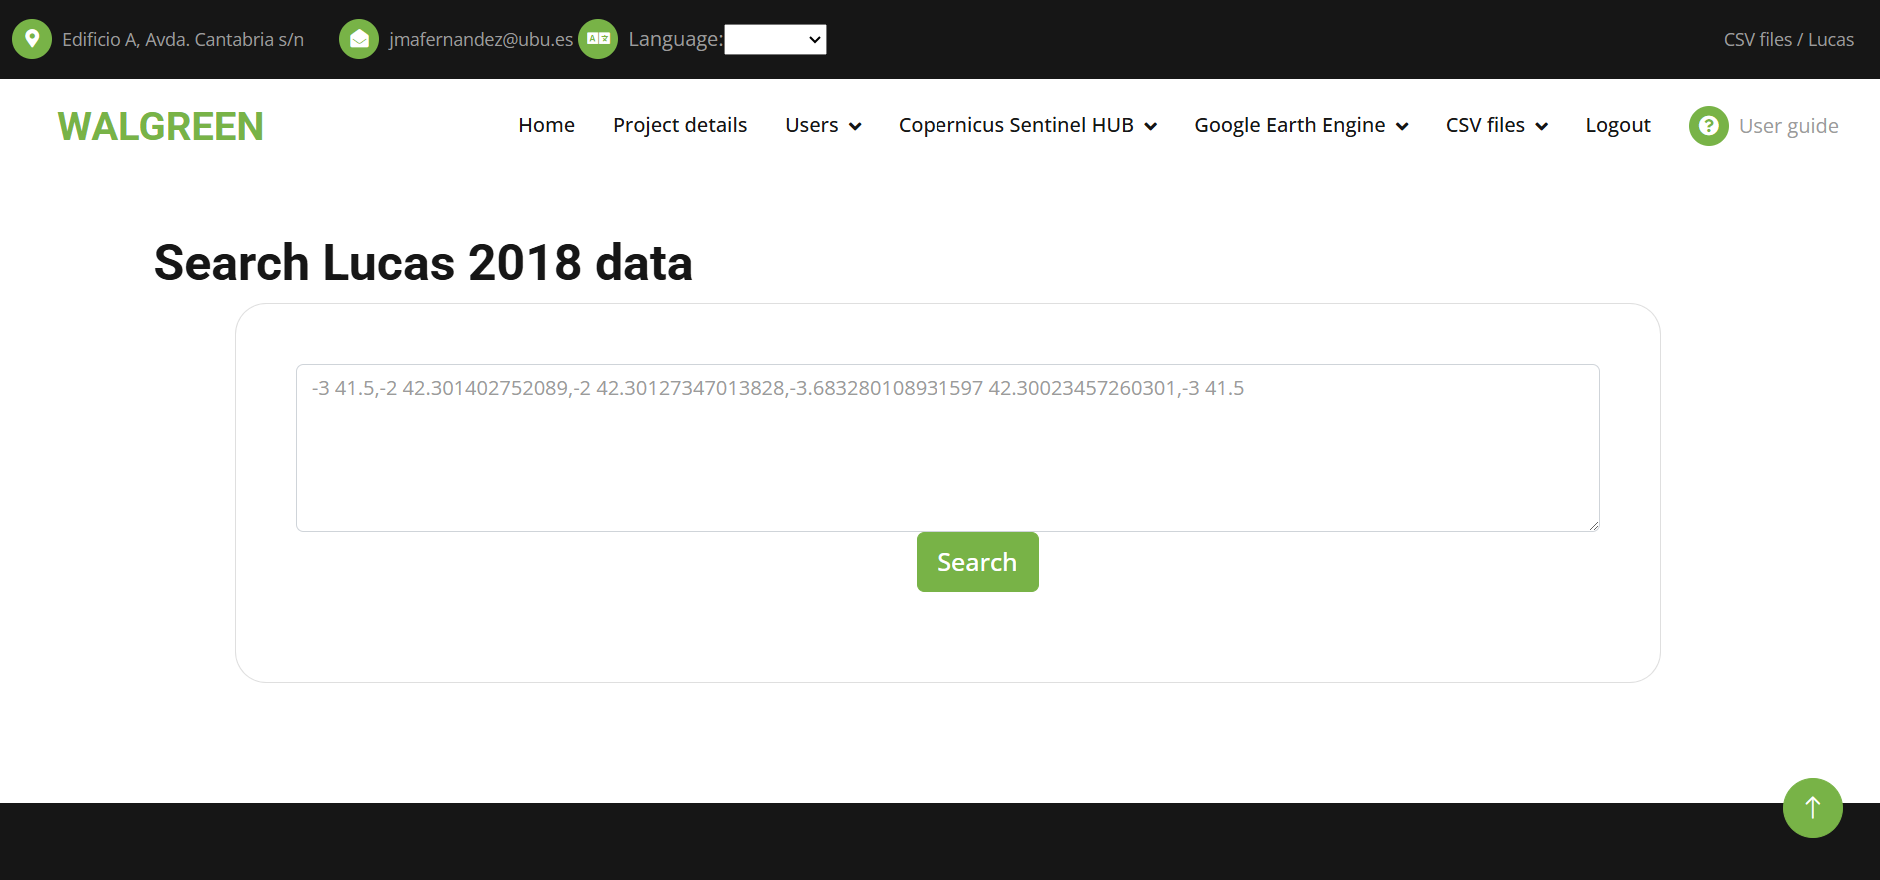 Edificio A, Avda. Cantabria s/n jmafernandez@ubu.es Language: CSV files / Lucas
WALGREEN Home Project details Users Copernicus Sentinel HUB Google Earth Engine CSV files Logout User guide
Search Lucas 2018 data
-3 41.5,-2 42.301402752089,-2 42.30127347013828,-3.683280108931597 42.30023457260301,-3 41.5
Search